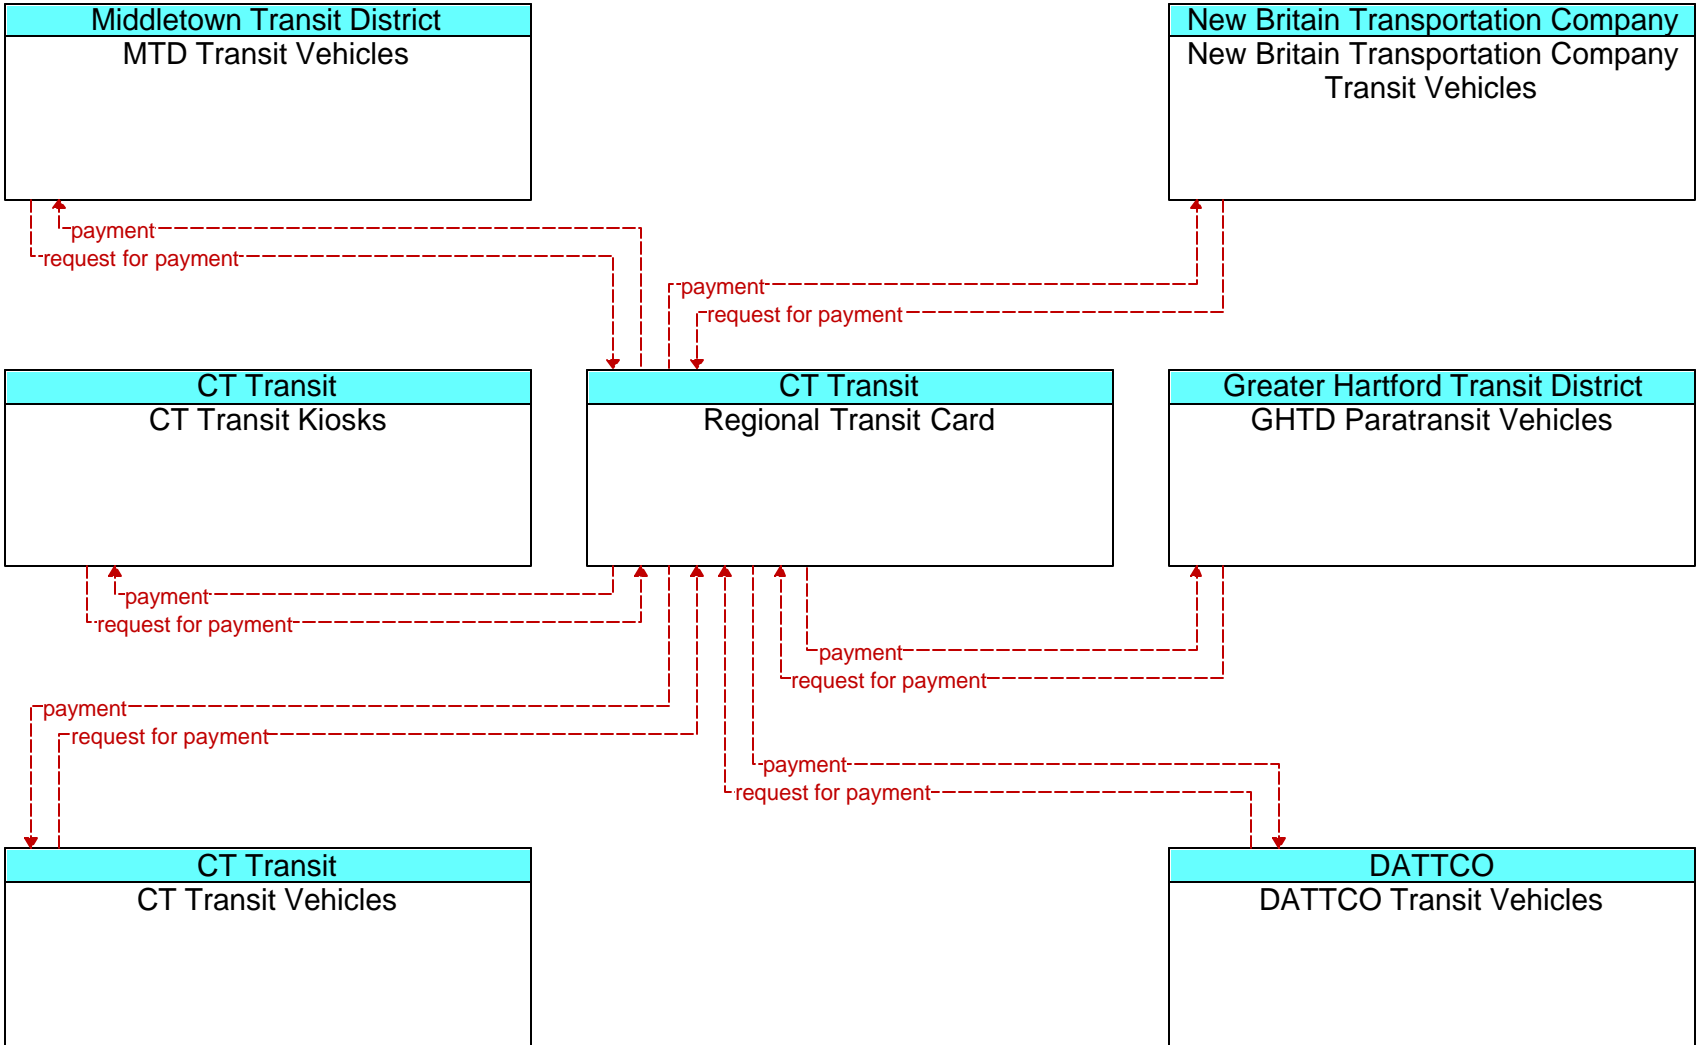 Middletown Transit District
MTD Transit Vehicles
New Britain Transportation Company
New Britain Transportation Company
Transit Vehicles
payment
request for payment
payment
request for payment
CT Transit
CT Transit Kiosks
CT Transit
Regional Transit Card
Greater Hartford Transit District
GHTD Paratransit Vehicles
payment
request for payment
payment
request for payment
payment
request for payment
payment
request for payment
CT Transit
CT Transit Vehicles
DATTCO
DATTCO Transit Vehicles